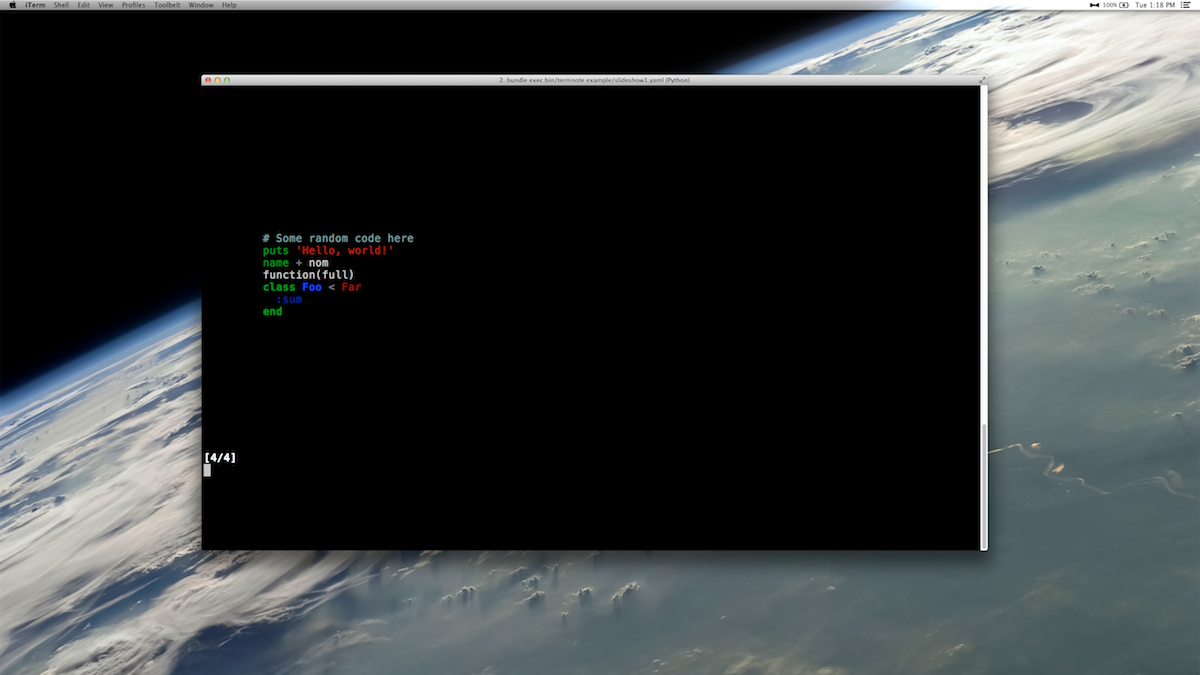 iTerm Shell Edit View Profiles Toolbelt Window Help 100% Tue 1:18 PM
2. bundle exec bin/termnote example/slideshow1.yaml (Python)
# Some random code here
puts 'Hello, world!'
name + nom
function(full)
class Foo < Far
  :sum
end
[4/4]